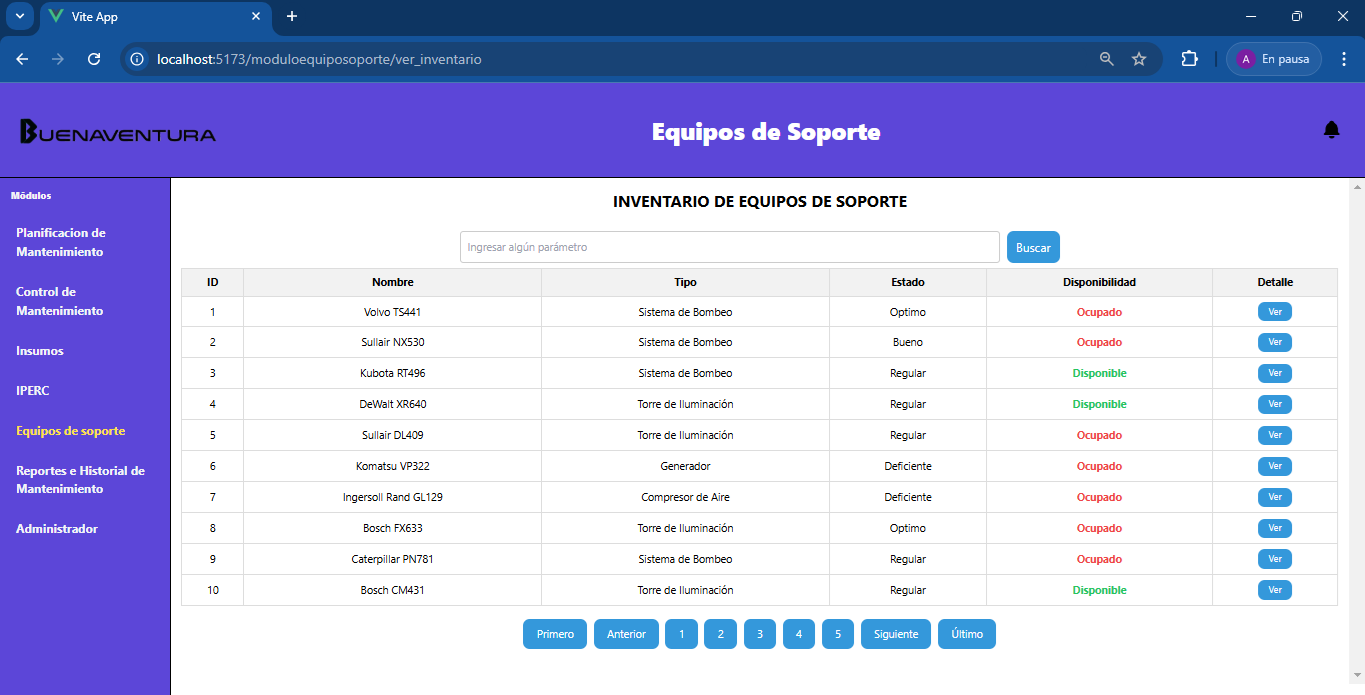 Vite App
localhost:5173/moduloequiposoporte/ver_inventario
A En pausa
BUENAVENTURA
Equipos de Soporte
Módulos
Planificacion de
Mantenimiento
Control de
Mantenimiento
Insumos
IPERC
Equipos de soporte
Reportes e Historial de
Mantenimiento
Administrador
INVENTARIO DE EQUIPOS DE SOPORTE
Ingresar algún parámetro Buscar
ID Nombre Tipo Estado Disponibilidad Detalle
1 Volvo TS441 Sistema de Bombeo Optimo Ocupado Ver
2 Sullair NX530 Sistema de Bombeo Bueno Ocupado Ver
3 Kubota RT496 Sistema de Bombeo Regular Disponible Ver
4 DeWalt XR640 Torre de Iluminación Regular Disponible Ver
5 Sullair DL409 Torre de Iluminación Regular Ocupado Ver
6 Komatsu VP322 Generador Deficiente Ocupado Ver
7 Ingersoll Rand GL129 Compresor de Aire Deficiente Ocupado Ver
8 Bosch FX633 Torre de Iluminación Optimo Ocupado Ver
9 Caterpillar PN781 Sistema de Bombeo Regular Ocupado Ver
10 Bosch CM431 Torre de Iluminación Regular Disponible Ver
Primero Anterior 1 2 3 4 5 Siguiente Último